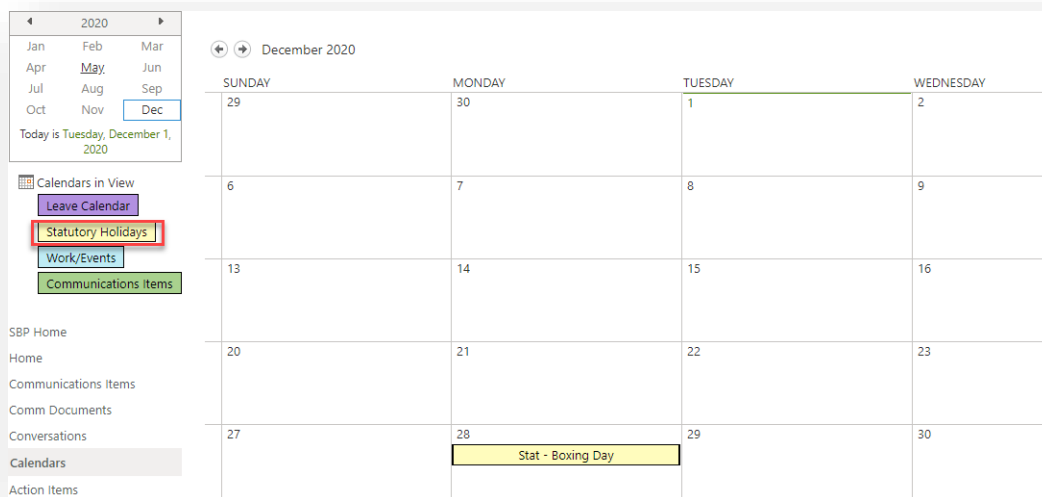 2020
Jan Feb Mar
Apr May Jun
Jul Aug Sep
Oct Nov Dec
Today is Tuesday, December 1,
2020
Calendars in View
Leave Calendar
Statutory Holidays
Work/Events
Communications Items
SBP Home
Home
Communications Items
Comm Documents
Conversations
Calendars
Action Items
December 2020
SUNDAY MONDAY TUESDAY WEDNESDAY
29 30 1 2
6 7 8 9
13 14 15 16
20 21 22 23
27 28 29 30
Stat - Boxing Day